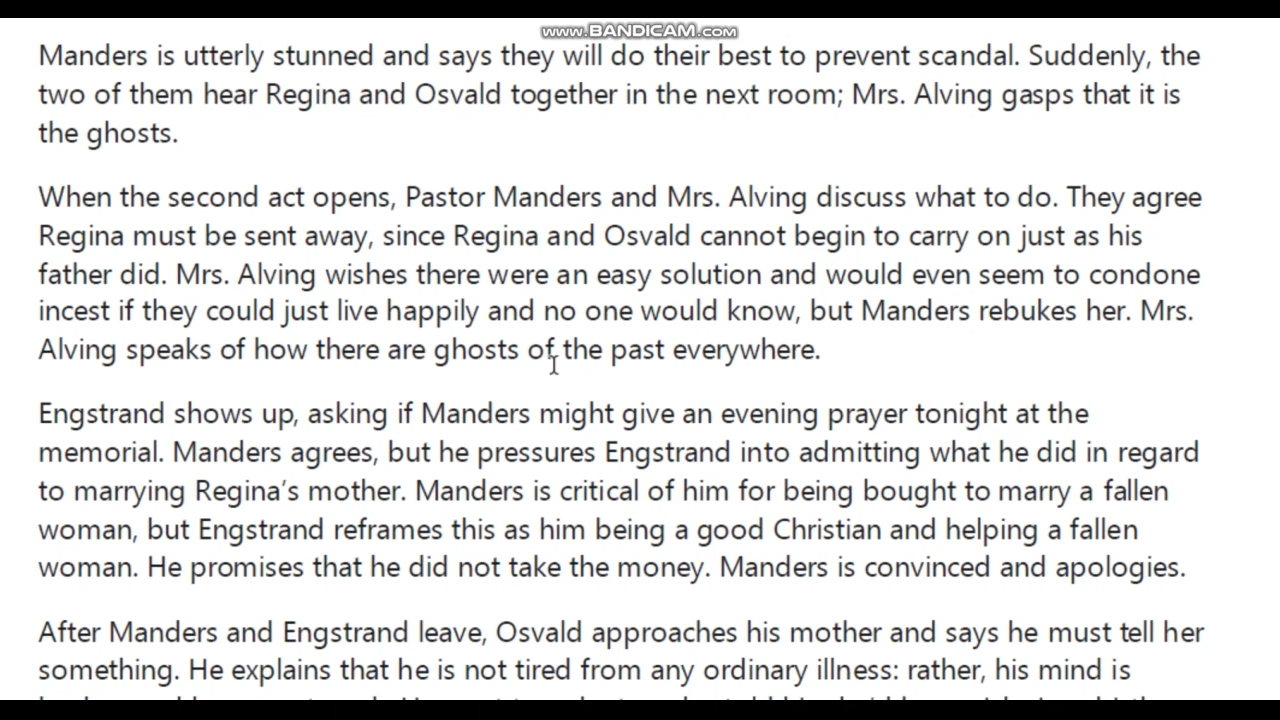 www.BANDICAM.com
Manders is utterly stunned and says they will do their best to prevent scandal. Suddenly, the
two of them hear Regina and Osvald together in the next room; Mrs. Alving gasps that it is
the ghosts.
When the second act opens, Pastor Manders and Mrs. Alving discuss what to do. They agree
Regina must be sent away, since Regina and Osvald cannot begin to carry on just as his
father did. Mrs. Alving wishes there were an easy solution and would even seem to condone
incest if they could just live happily and no one would know, but Manders rebukes her. Mrs.
Alving speaks of how there are ghosts of the past everywhere.
Engstrand shows up, asking if Manders might give an evening prayer tonight at the
memorial. Manders agrees, but he pressures Engstrand into admitting what he did in regard
to marrying Regina's mother. Manders is critical of him for being bought to marry a fallen
woman, but Engstrand reframes this as him being a good Christian and helping a fallen
woman. He promises that he did not take the money. Manders is convinced and apologies.
After Manders and Engstrand leave, Osvald approaches his mother and says he must tell her
something. He explains that he is not tired from any ordinary illness: rather, his mind is